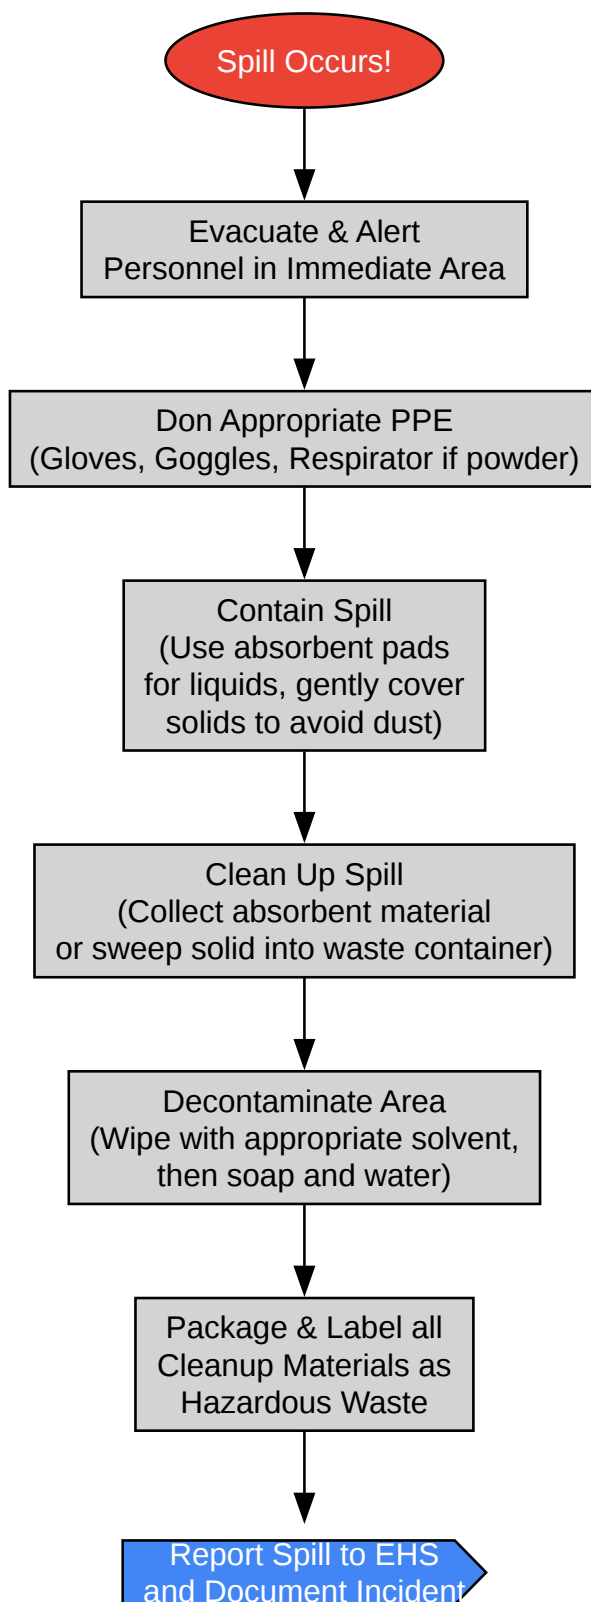 Spill Occurs!
Evacuate & Alert
Personnel in Immediate Area
Don Appropriate PPE
(Gloves, Goggles, Respirator if powder)
Contain Spill
(Use absorbent pads
for liquids, gently cover
solids to avoid dust)
Clean Up Spill
(Collect absorbent material
or sweep solid into waste container)
Decontaminate Area
(Wipe with appropriate solvent,
then soap and water)
Package & Label all
Cleanup Materials as
Hazardous Waste
Report Spill to EHS
and Document Incident